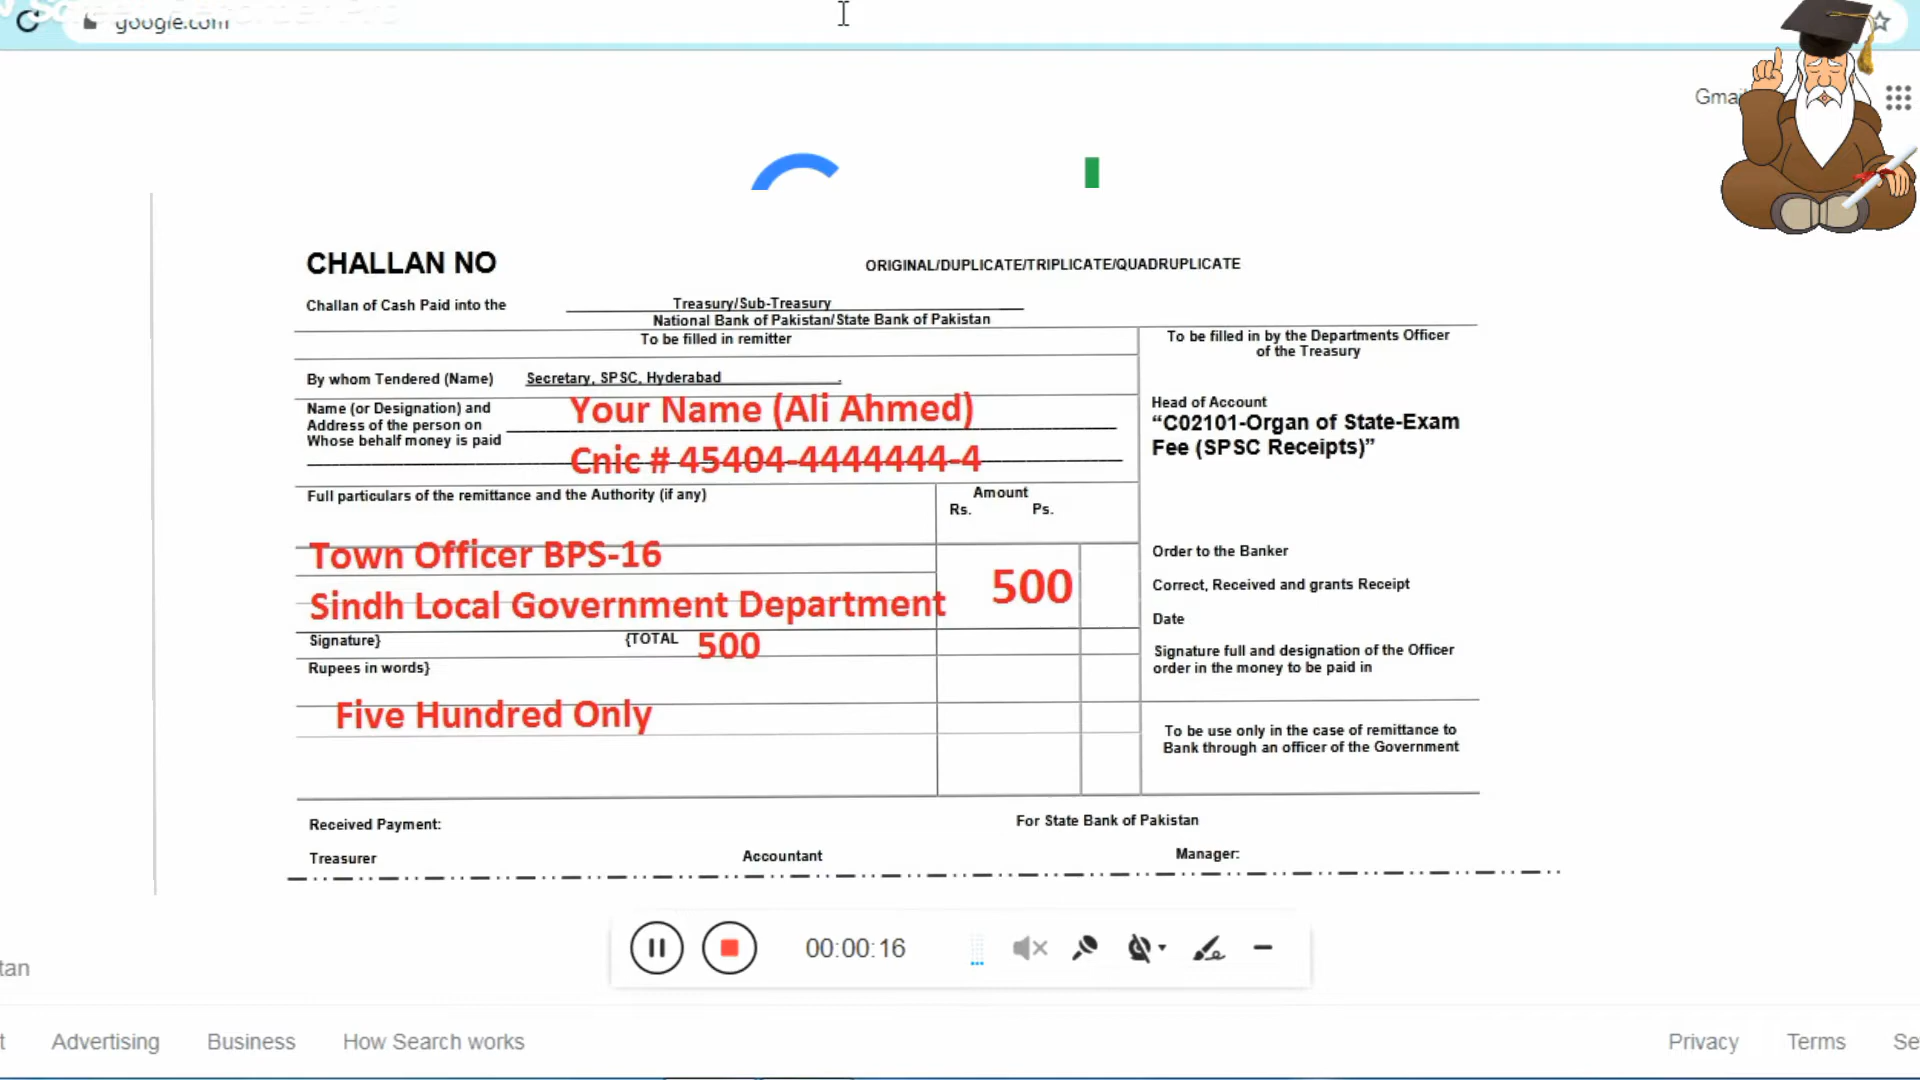 google.com
Gmail
CHALLAN NO
ORIGINAL/DUPLICATE/TRIPLICATE/QUADRUPLICATE
Challan of Cash Paid into the
Treasury/Sub-Treasury
National Bank of Pakistan/State Bank of Pakistan
To be filled in remitter
To be filled in by the Departments Officer
of the Treasury
By whom Tendered (Name) Secretary, SPSC, Hyderabad
Name (or Designation) and
Address of the person on
Whose behalf money is paid
Your Name (Ali Ahmed)
Cnic # 45404-4444444-4
Head of Account
“C02101-Organ of State-Exam
Fee (SPSC Receipts)”
Full particulars of the remittance and the Authority (if any)
Amount
Rs. Ps.
Town Officer BPS-16
Sindh Local Government Department
500
Order to the Banker
Correct, Received and grants Receipt
Date
Signature} {TOTAL 500
Signature full and designation of the Officer
order in the money to be paid in
Rupees in words}
Five Hundred Only
To be use only in the case of remittance to
Bank through an officer of the Government
Received Payment:
For State Bank of Pakistan
Treasurer Accountant Manager:
00:00:16
tan
t Advertising Business How Search works Privacy Terms Se